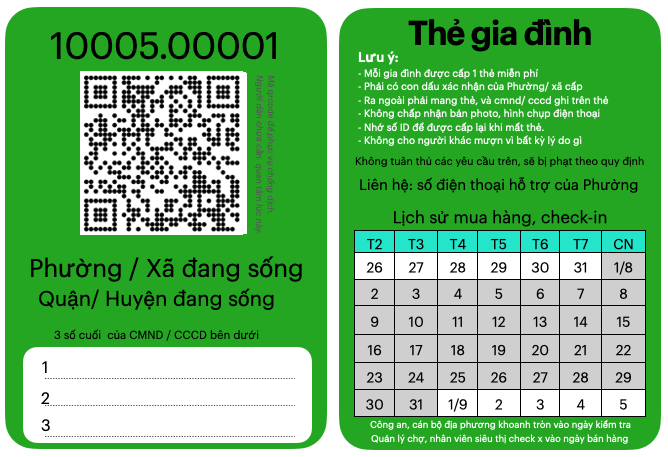 10005.00001
Mã qrcode để phục vụ chống dịch.
Người dân chưa cần quan tâm lúc này.
Phường / Xã đang sống
Quận/ Huyện đang sống
3 số cuối của CMND / CCCD bên dưới
1
2
3
Thẻ gia đình
Lưu ý:
- Mỗi gia đình được cấp 1 thẻ miễn phí
- Phải có con dấu xác nhận của Phường/ xã cấp
- Ra ngoài phải mang thẻ, và cmnd/ cccd ghi trên thẻ
- Không chấp nhận bản photo, hình chụp điện thoại
- Nhớ số ID để được cấp lại khi mất thẻ.
- Không cho người khác mượn vì bất kỳ lý do gì
Không tuân thủ các yêu cầu trên, sẽ bị phạt theo quy định
Liên hệ: số điện thoại hỗ trợ của Phường
Lịch sử mua hàng, check-in
T2 T3 T4 T5 T6 T7 CN
26 27 28 29 30 31 1/8
2 3 4 5 6 7 8
9 10 11 12 13 14 15
16 17 18 19 20 21 22
23 24 25 26 27 28 29
30 31 1/9 2 3 4 5
Công an, cán bộ địa phương khoanh tròn vào ngày kiểm tra
Quản lý chợ, nhân viên siêu thị check x vào ngày bán hàng